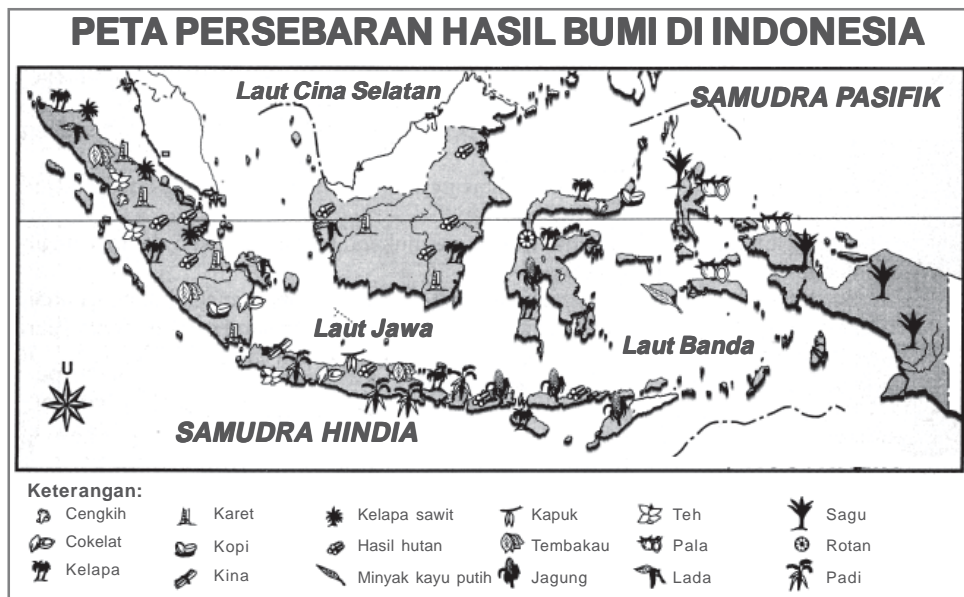 PETA PERSEBARAN HASIL BUMI DI INDONESIA
Laut Cina Selatan
SAMUDRA PASIFIK
Laut Jawa
Laut Banda
U
SAMUDRA HINDIA
Keterangan:
Cengkih
Karet
Kelapa sawit
Kapuk
Teh
Sagu
Cokelat
Kopi
Hasil hutan
Tembakau
Pala
Rotan
Kelapa
Kina
Minyak kayu putih
Jagung
Lada
Padi